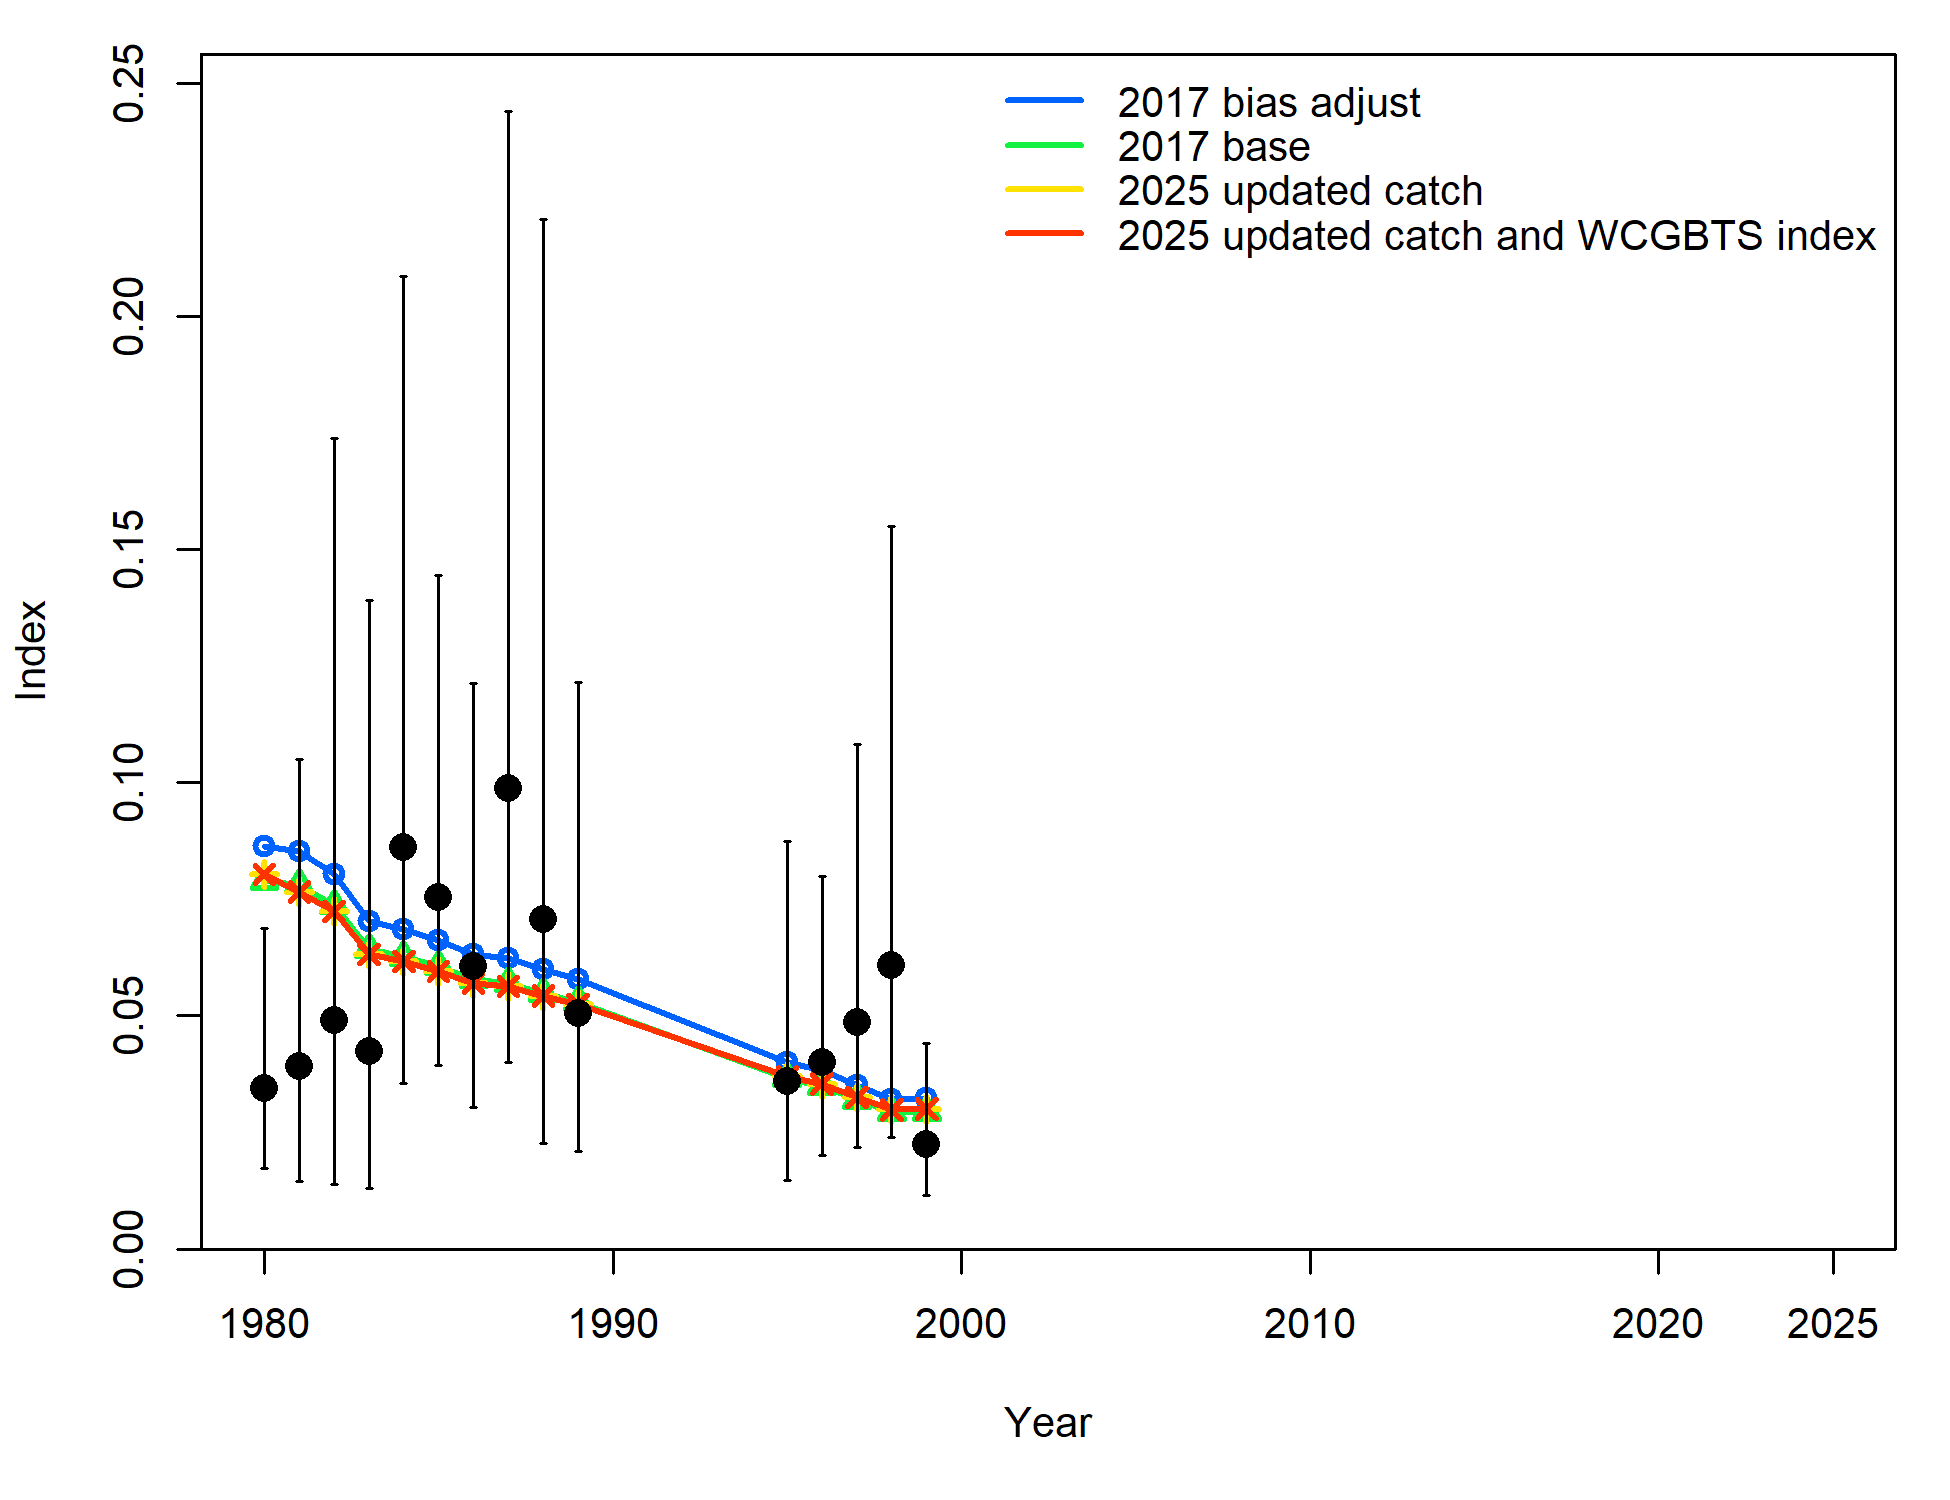 2017 bias adjust
2017 base
2025 updated catch
2025 updated catch and WCGBTS index
0.25
0.20
0.15
0.10
0.05
0.00
Index
1980 1990 2000 2010 2020 2025
Year